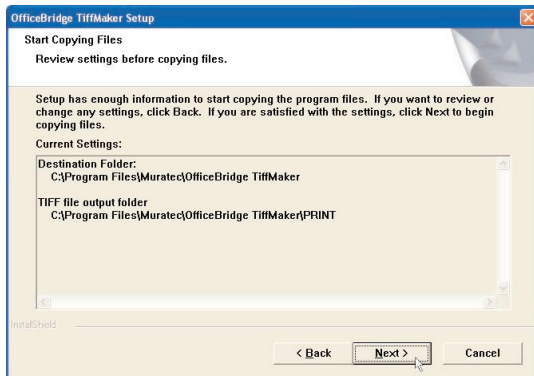 OfficeBridge TiffMaker Setup
Start Copying Files
Review settings before copying files.
Setup has enough information to start copying the program files.  If you want to review or
change any settings, click Back.  If you are satisfied with the settings, click Next to begin
copying files.
Current Settings:
Destination Folder:
C:\Program Files\Muratec\OfficeBridge TiffMaker
TIFF file output folder
C:\Program Files\Muratec\OfficeBridge TiffMaker\PRINT
InstallShield
< Back   Next >   Cancel